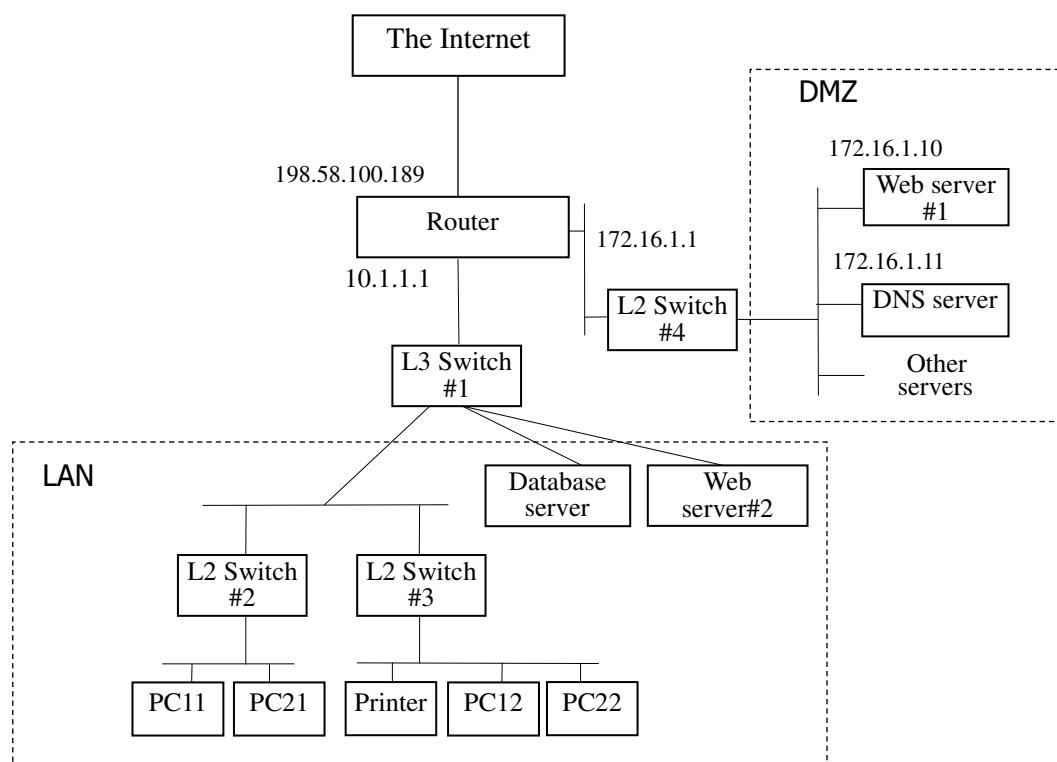 The Internet
DMZ
172.16.1.10
198.58.100.189
Web server
#1
Router
172.16.1.1
10.1.1.1
172.16.1.11
L2 Switch
#4
DNS server
L3 Switch
#1
Other
servers
LAN
Database
server
Web
server#2
L2 Switch
#2
L2 Switch
#3
PC11
PC21
Printer
PC12
PC22